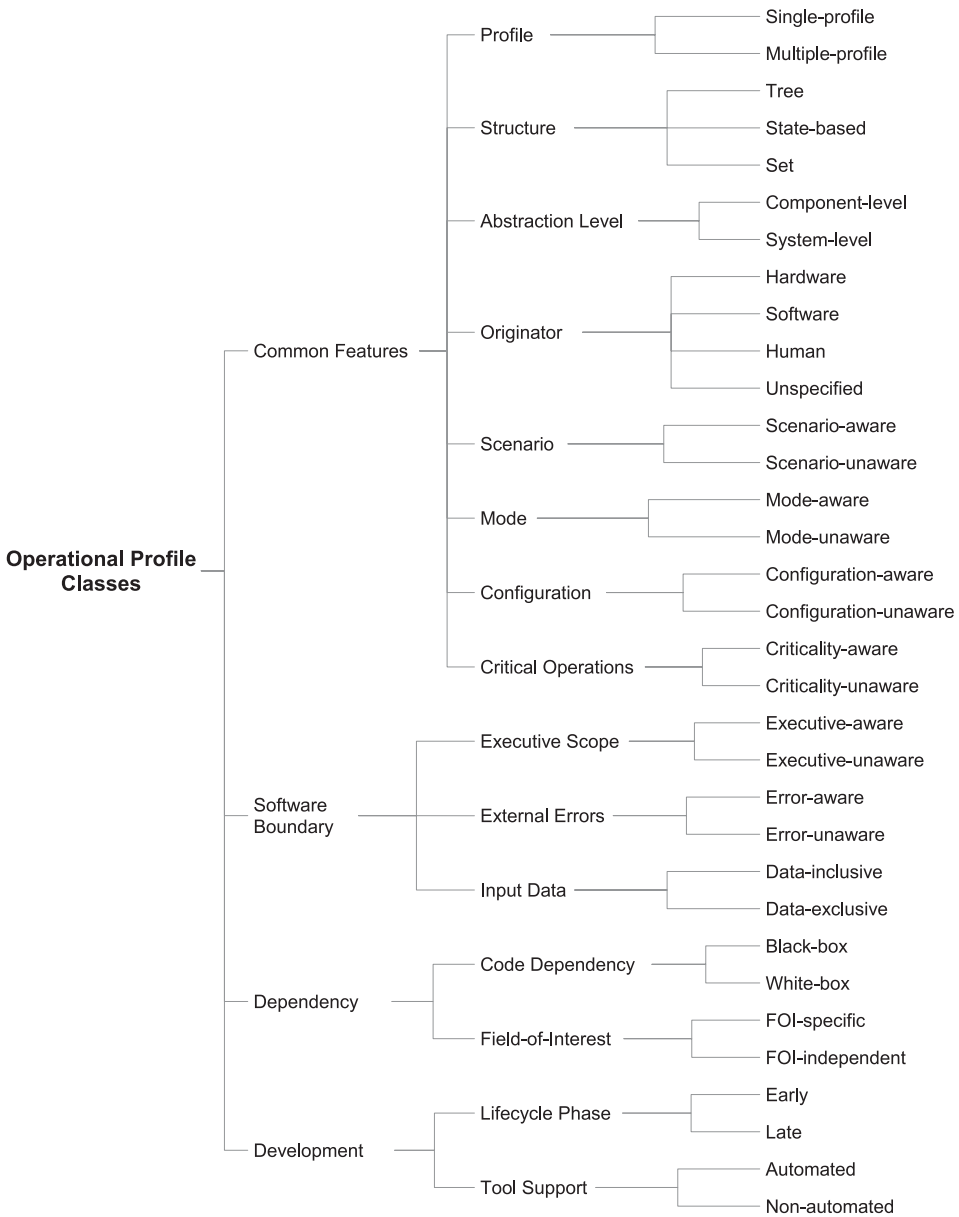 Operational Profile
Classes
Common Features
Profile
Single-profile
Multiple-profile
Structure
Tree
State-based
Set
Abstraction Level
Component-level
System-level
Originator
Hardware
Software
Human
Unspecified
Scenario
Scenario-aware
Scenario-unaware
Mode
Mode-aware
Mode-unaware
Configuration
Configuration-aware
Configuration-unaware
Critical Operations
Criticality-aware
Criticality-unaware
Software
Boundary
Executive Scope
Executive-aware
Executive-unaware
External Errors
Error-aware
Error-unaware
Input Data
Data-inclusive
Data-exclusive
Dependency
Code Dependency
Black-box
White-box
Field-of-Interest
FOI-specific
FOI-independent
Development
Lifecycle Phase
Early
Late
Tool Support
Automated
Non-automated